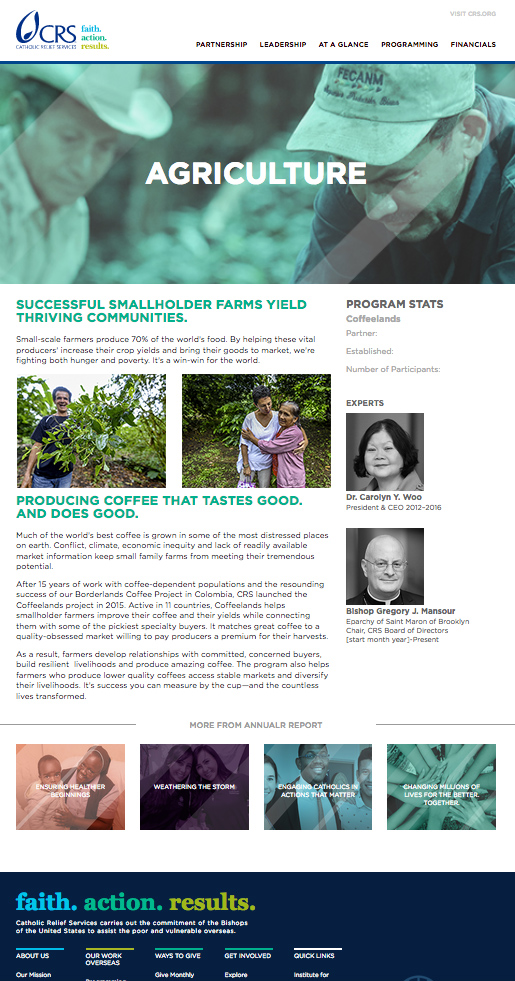 VISIT CRS.ORG
CRS
CATHOLIC RELIEF SERVICES
faith.
action.
results.
PARTNERSHIP LEADERSHIP AT A GLANCE PROGRAMMING FINANCIALS
FECANM
AGRICULTURE
SUCCESSFUL SMALLHOLDER FARMS YIELD
THRIVING COMMUNITIES.
Small-scale farmers produce 70% of the world's food. By helping these vital
producers' increase their crop yields and bring their goods to market, we're
fighting both hunger and poverty. It's a win-win for the world.
PRODUCING COFFEE THAT TASTES GOOD.
AND DOES GOOD.
Much of the world's best coffee is grown in some of the most distressed places
on earth. Conflict, climate, economic inequity and lack of readily available
market information keep small family farms from meeting their tremendous
potential.
After 15 years of work with coffee-dependent populations and the resounding
success of our Borderlands Coffee Project in Colombia, CRS launched the
Coffeelands project in 2015. Active in 11 countries, Coffeelands helps
smallholder farmers improve their coffee and their yields while connecting
them with some of the pickiest specialty buyers. It matches great coffee to a
quality-obsessed market willing to pay producers a premium for their harvests.
As a result, farmers develop relationships with committed, concerned buyers,
build resilient livelihoods and produce amazing coffee. The program also helps
farmers who produce lower quality coffees access stable markets and diversify
their livelihoods. It's success you can measure by the cup—and the countless
lives transformed.
PROGRAM STATS
Coffeelands
Partner:
Established:
Number of Participants:
EXPERTS
Dr. Carolyn Y. Woo
President & CEO 2012-2016
Bishop Gregory J. Mansour
Eparchy of Saint Maron of Brooklyn
Chair, CRS Board of Directors
[start month year]-Present
MORE FROM ANNUALR REPORT
ENSURING HEALTHIER
BEGINNINGS
WEATHERING THE STORM
ENGAGING CATHOLICS IN
ACTIONS THAT MATTER
CHANGING MILLIONS OF
LIVES FOR THE BETTER.
TOGETHER.
faith. action. results.
Catholic Relief Services carries out the commitment of the Bishops
of the United States to assist the poor and vulnerable overseas.
ABOUT US
Our Mission
OUR WORK
OVERSEAS
WAYS TO GIVE
Give Monthly
GET INVOLVED
Explore
QUICK LINKS
Institute for